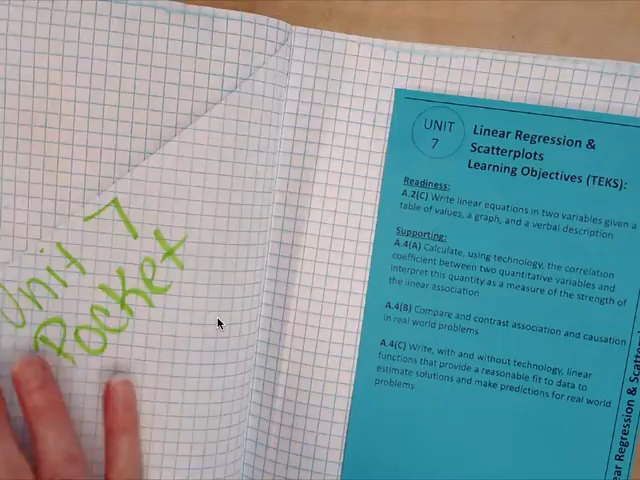 Unit 7
Pocket
UNIT
7
Linear Regression &
Scatterplots
Learning Objectives (TEKS):
Readiness:
A.2(C) Write linear equations in two variables given a
table of values, a graph, and a verbal description
Supporting:
A.4(A) Calculate, using technology, the correlation
coefficient between two quantitative variables and
interpret this quantity as a measure of the strength of
the linear association
A.4(B) Compare and contrast association and causation
in real world problems
A.4(C) Write, with and without technology, linear
functions that provide a reasonable fit to data to
estimate solutions and make predictions for real world
problems
Regression &